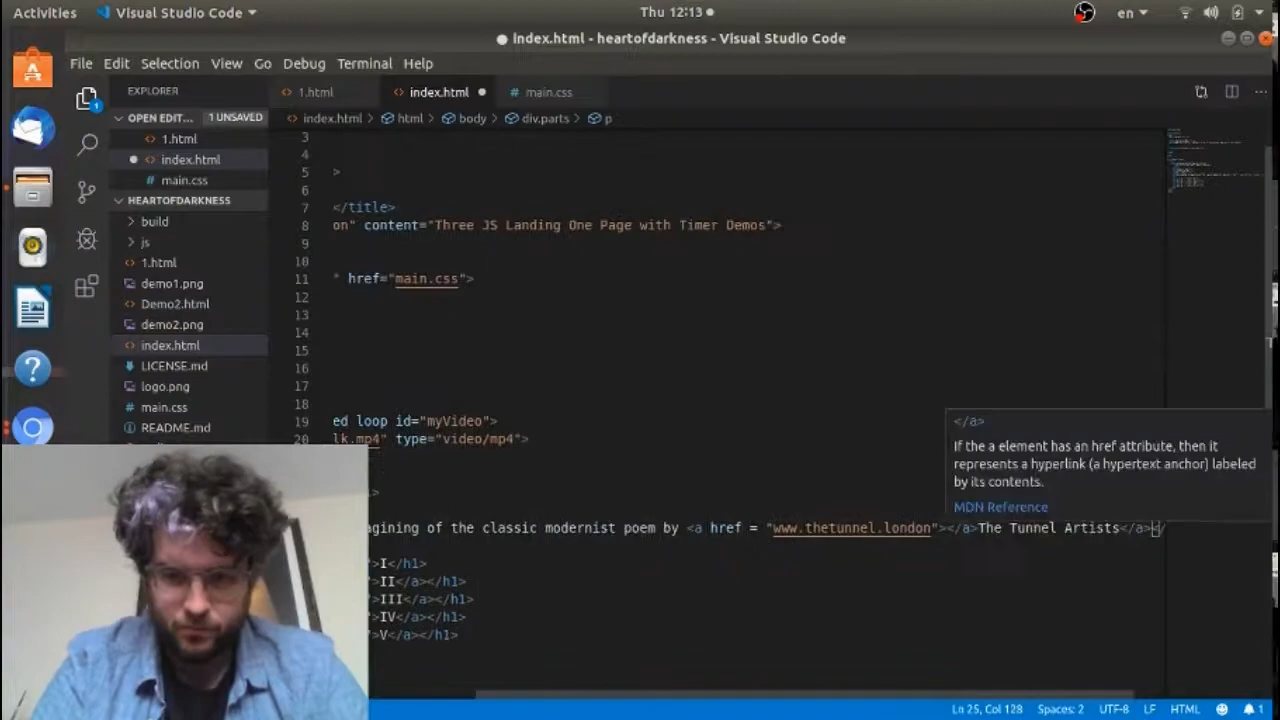 Activities
Visual Studio Code
Thu 12:13
en
index.html - heartofdarkness - Visual Studio Code
File Edit Selection View Go Debug Terminal Help
1
EXPLORER
1.html
index.html
main.css
OPEN EDIT... 1 UNSAVED
index.html > html > body > div.parts > p
1.html
index.html
main.css
HEARTOFDARKNESS
build
js
1.html
demo1.png
Demo2.html
demo2.png
index.html
LICENSE.md
logo.png
main.css
README.md
3
4
5 >
6
7 </title>
8 on" content="Three JS Landing One Page with Timer Demos">
9
10
11 " href="main.css">
12
13
14
15
16
17
18
19 ed loop id="myVideo">
20 lk.mp4" type="video/mp4">
</a>
If the a element has an href attribute, then it
represents a hyperlink (a hypertext anchor) labeled
by its contents.
MDN Reference
>
agining of the classic modernist poem by <a href = "www.thetunnel.london"></a>The Tunnel Artists</a></
">I</h1>
">II</a></h1>
">III</a></h1>
">IV</a></h1>
">V</a></h1>
Ln 25, Col 128 Spaces: 2 UTF-8 LF HTML 1